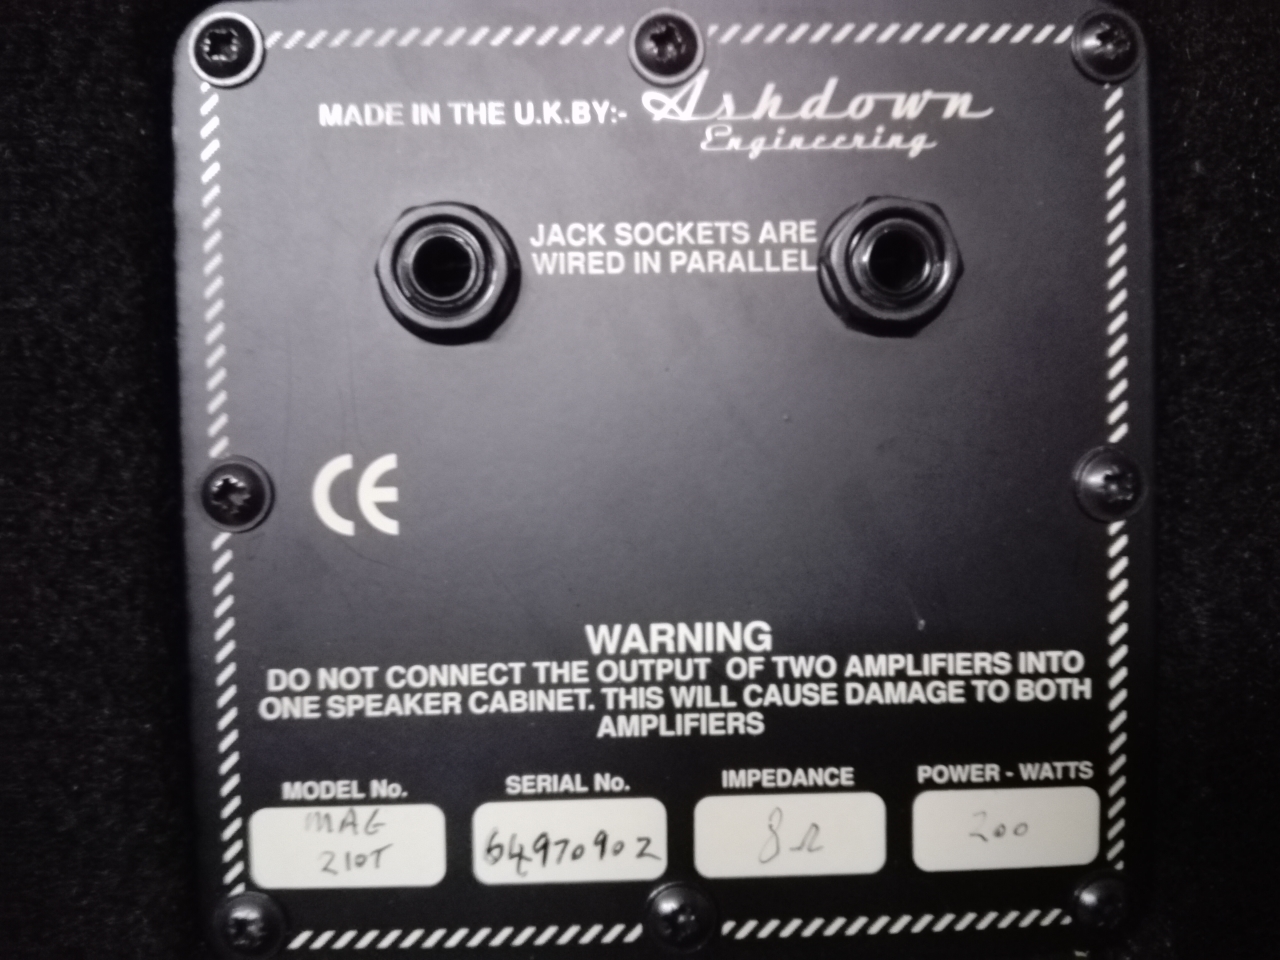 MADE IN THE U.K.BY:- Ashdown
Engineering
JACK SOCKETS ARE
WIRED IN PARALLEL
CE
WARNING
DO NOT CONNECT THE OUTPUT OF TWO AMPLIFIERS INTO
ONE SPEAKER CABINET. THIS WILL CAUSE DAMAGE TO BOTH
AMPLIFIERS
MODEL No. SERIAL No. IMPEDANCE POWER - WATTS
MAG
210T 64970902 8Ω 200